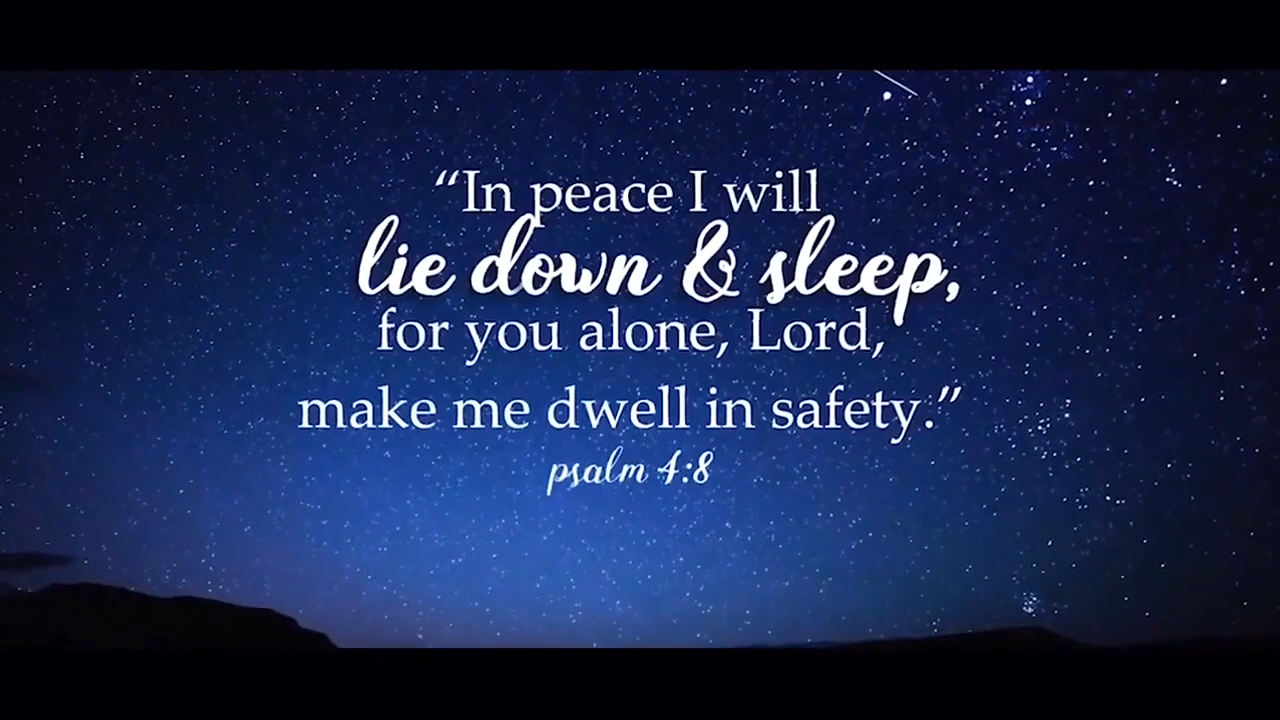 “In peace I will
lie down & sleep,
for you alone, Lord,
make me dwell in safety.”
psalm 4:8